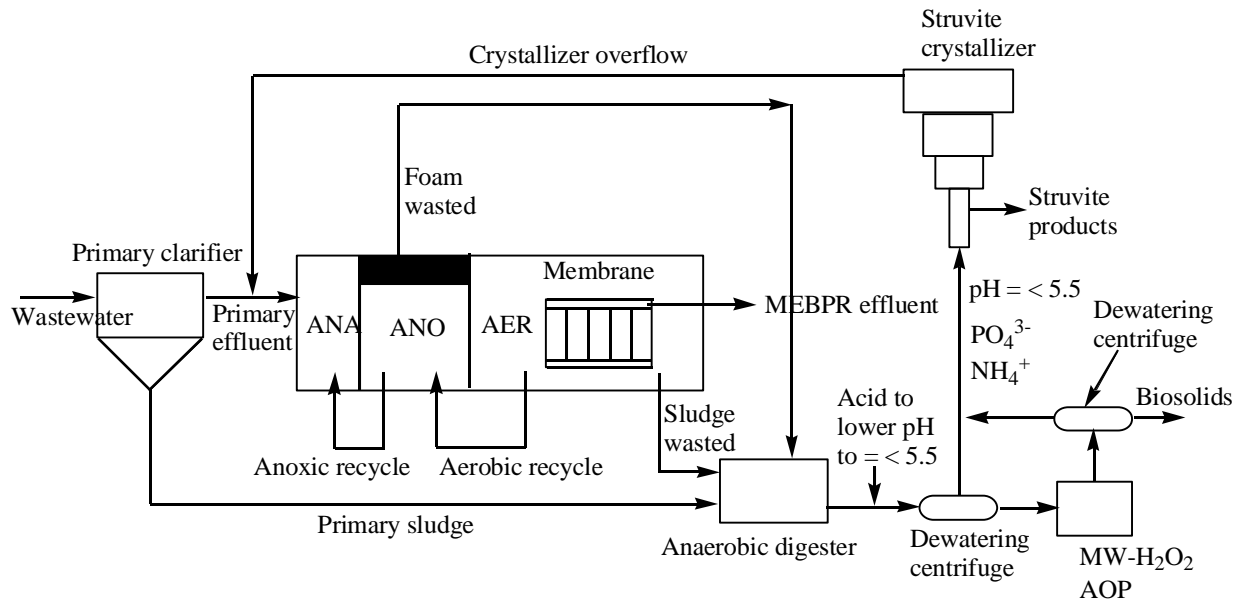 Struvite
crystallizer
Crystallizer overflow
Foam
wasted
Struvite
products
Primary clarifier
Membrane
Wastewater
Primary
effluent
ANA
ANO
AER
MEBPR effluent
pH = < 5.5
PO₄³⁻
NH₄⁺
Dewatering
centrifuge
Biosolids
Sludge
wasted
Acid to
lower pH
to = < 5.5
Anoxic recycle
Aerobic recycle
Primary sludge
Anaerobic digester
Dewatering
centrifuge
MW-H₂O₂
AOP